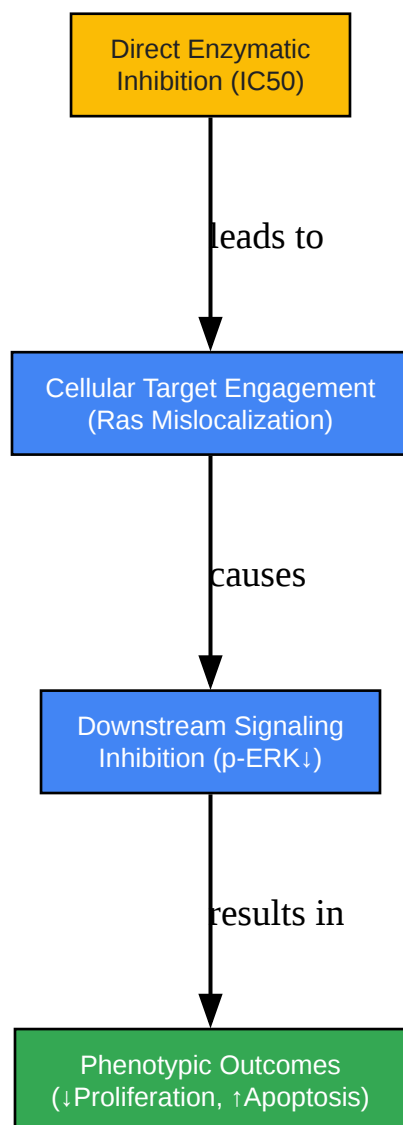 Direct Enzymatic
Inhibition (IC50)
leads to
Cellular Target Engagement
(Ras Mislocalization)
causes
Downstream Signaling
Inhibition (p-ERK↓)
results in
Phenotypic Outcomes
(↓Proliferation, ↑Apoptosis)